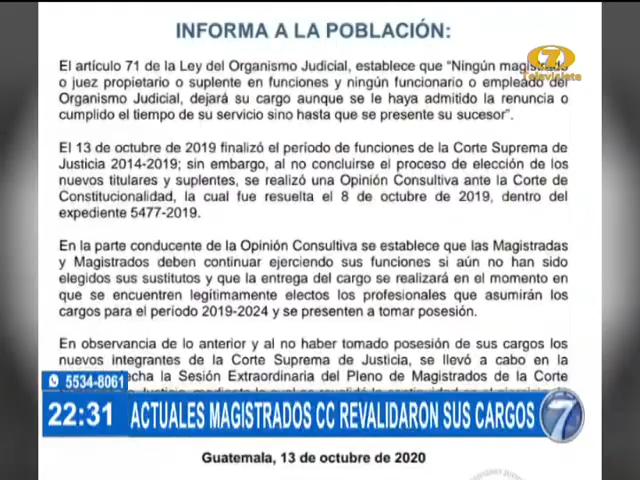 INFORMA A LA POBLACIÓN:
El artículo 71 de la Ley del Organismo Judicial, establece que “Ningún magistrado
o juez propietario o suplente en funciones y ningún funcionario o empleado del
Organismo Judicial, dejará su cargo aunque se le haya admitido la renuncia o
cumplido el tiempo de su servicio sino hasta que se presente su sucesor”.
El 13 de octubre de 2019 finalizó el período de funciones de la Corte Suprema de
Justicia 2014-2019; sin embargo, al no concluirse el proceso de elección de los
nuevos titulares y suplentes, se realizó una Opinión Consultiva ante la Corte de
Constitucionalidad, la cual fue resuelta el 8 de octubre de 2019, dentro del
expediente 5477-2019.
En la parte conducente de la Opinión Consultiva se establece que las Magistradas
y Magistrados deben continuar ejerciendo sus funciones si aún no han sido
elegidos sus sustitutos y que la entrega del cargo se realizará en el momento en
que se encuentren legítimamente electos los profesionales que asumirán los
cargos para el período 2019-2024 y se presenten a tomar posesión.
En observancia de lo anterior y al no haber tomado posesión de sus cargos los
nuevos integrantes de la Corte Suprema de Justicia, se llevó a cabo en la
fecha la Sesión Extraordinaria del Pleno de Magistrados de la Corte
7
Televisiete
5534-8061
22:31 ACTUALES MAGISTRADOS CC REVALIDARON SUS CARGOS 7
Guatemala, 13 de octubre de 2020